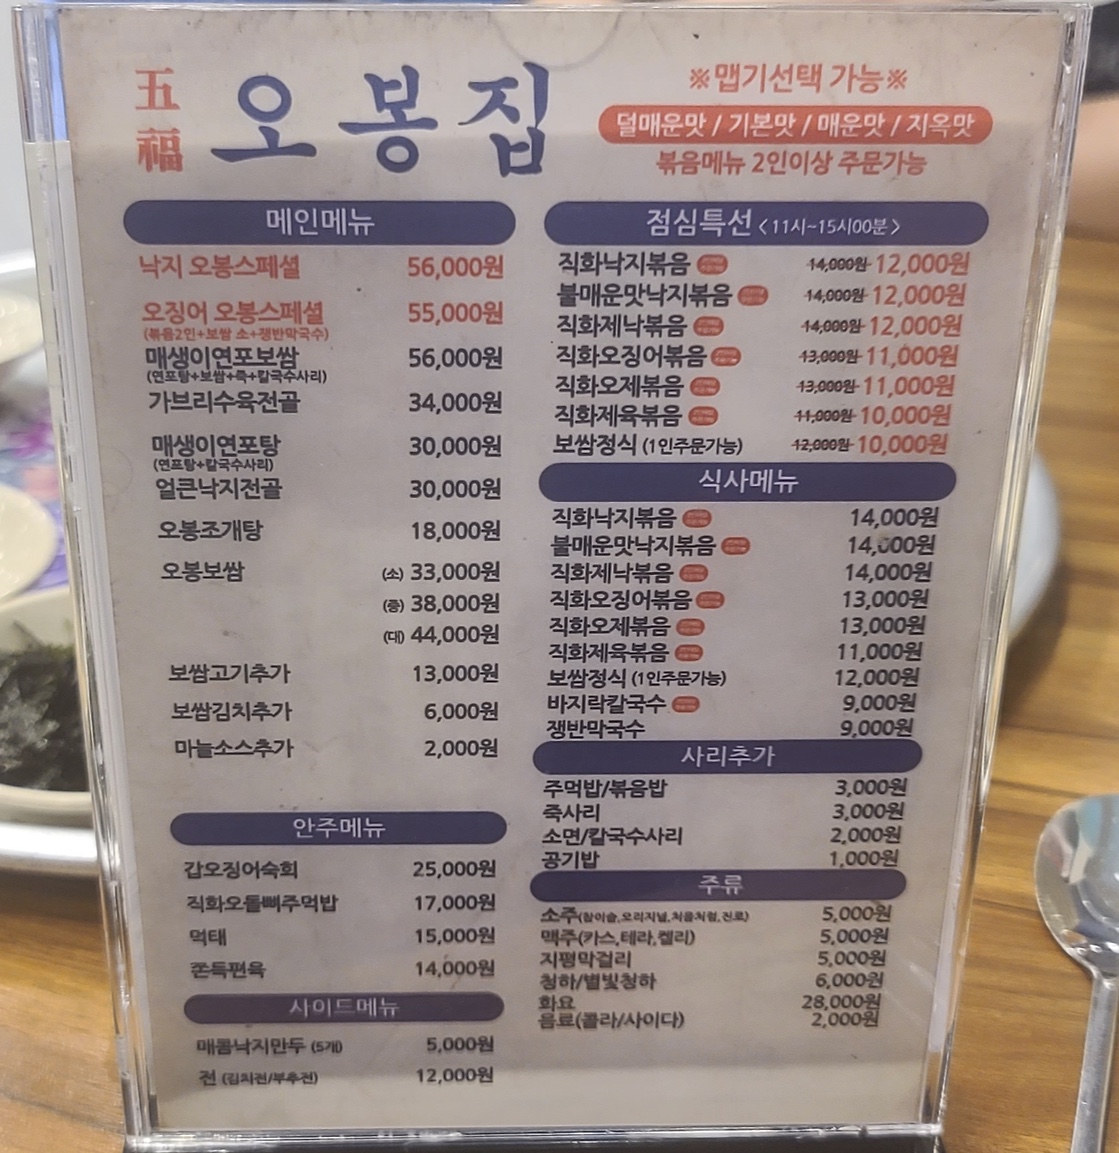 五福
오봉집
※맵기선택 가능※
덜매운맛 / 기본맛 / 매운맛 / 지옥맛
볶음메뉴 2인이상 주문가능
메인메뉴
낙지 오봉스페셜 56,000원
오징어 오봉스페셜 55,000원
(볶음2인+보쌈 소+쟁반막국수)
매생이연포보쌈 56,000원
(연포탕+보쌈+죽+칼국수사리)
가브리수육전골 34,000원
매생이연포탕 30,000원
(연포탕+칼국수사리)
얼큰낙지전골 30,000원
오봉조개탕 18,000원
오봉보쌈 (소) 33,000원
(중) 38,000원
(대) 44,000원
보쌈고기추가 13,000원
보쌈김치추가 6,000원
마늘소스추가 2,000원
안주메뉴
갑오징어숙회 25,000원
직화오돌뼈주먹밥 17,000원
먹태 15,000원
쫀득편육 14,000원
사이드메뉴
매콤낙지만두 (5개) 5,000원
전 (김치전/부추전) 12,000원
점심특선 <11시~15시00분>
직화낙지볶음 14,000원 12,000원
불매운맛낙지볶음 14,000원 12,000원
직화제낙볶음 14,000원 12,000원
직화오징어볶음 13,000원 11,000원
직화오제볶음 13,000원 11,000원
직화제육볶음 11,000원 10,000원
보쌈정식 (1인주문가능) 12,000원 10,000원
식사메뉴
직화낙지볶음 14,000원
불매운맛낙지볶음 14,000원
직화제낙볶음 14,000원
직화오징어볶음 13,000원
직화오제볶음 13,000원
직화제육볶음 11,000원
보쌈정식 (1인주문가능) 12,000원
바지락칼국수 9,000원
쟁반막국수 9,000원
사리추가
주먹밥/볶음밥 3,000원
죽사리 3,000원
소면/칼국수사리 2,000원
공기밥 1,000원
주류
소주(참이슬,오리지널,처음처럼,진로) 5,000원
맥주(카스,테라,켈리) 5,000원
지평막걸리 5,000원
청하/별빛청하 6,000원
화요 28,000원
음료(콜라/사이다) 2,000원